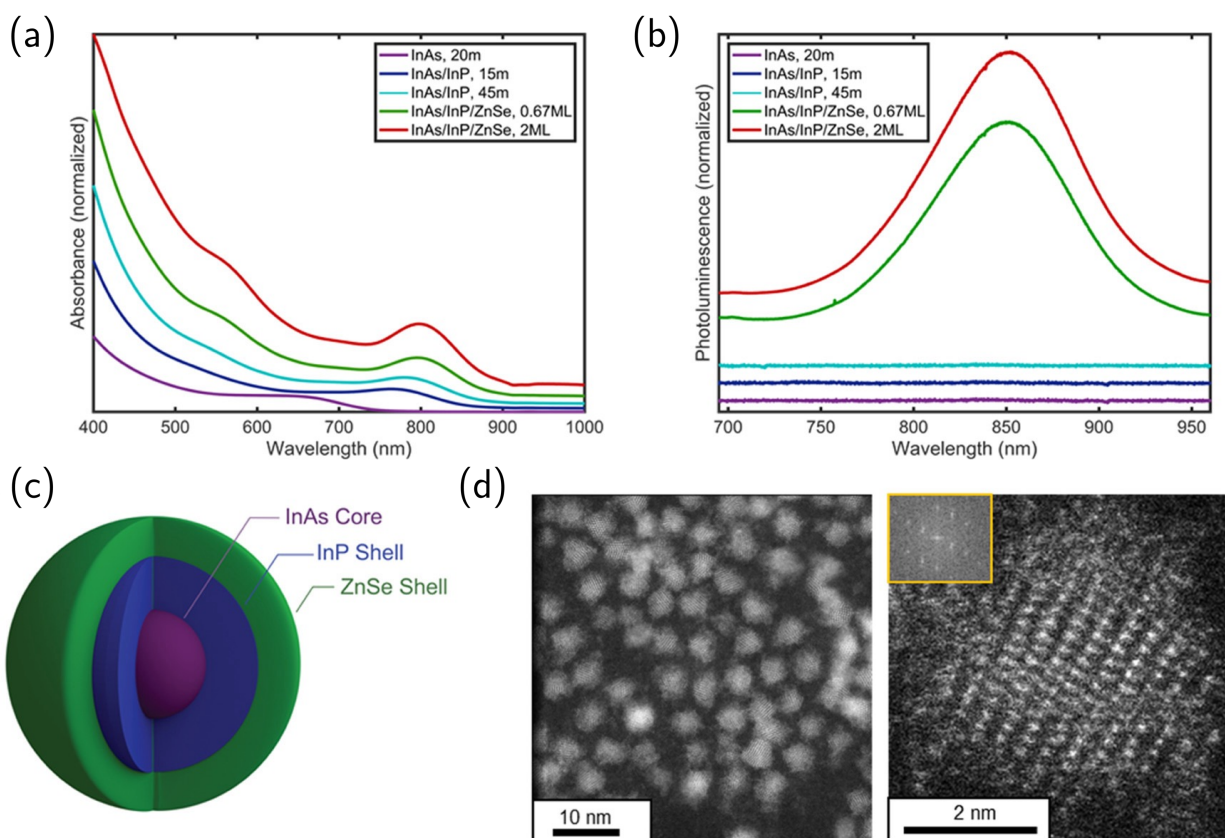 (a)
Absorbance (normalized)
InAs, 20m
InAs/InP, 15m
InAs/InP, 45m
InAs/InP/ZnSe, 0.67ML
InAs/InP/ZnSe, 2ML
400 500 600 700 800 900 1000
Wavelength (nm)
(b)
Photoluminescence (normalized)
InAs, 20m
InAs/InP, 15m
InAs/InP, 45m
InAs/InP/ZnSe, 0.67ML
InAs/InP/ZnSe, 2ML
700 750 800 850 900 950
Wavelength (nm)
(c)
InAs Core
InP Shell
ZnSe Shell
(d)
10 nm
2 nm